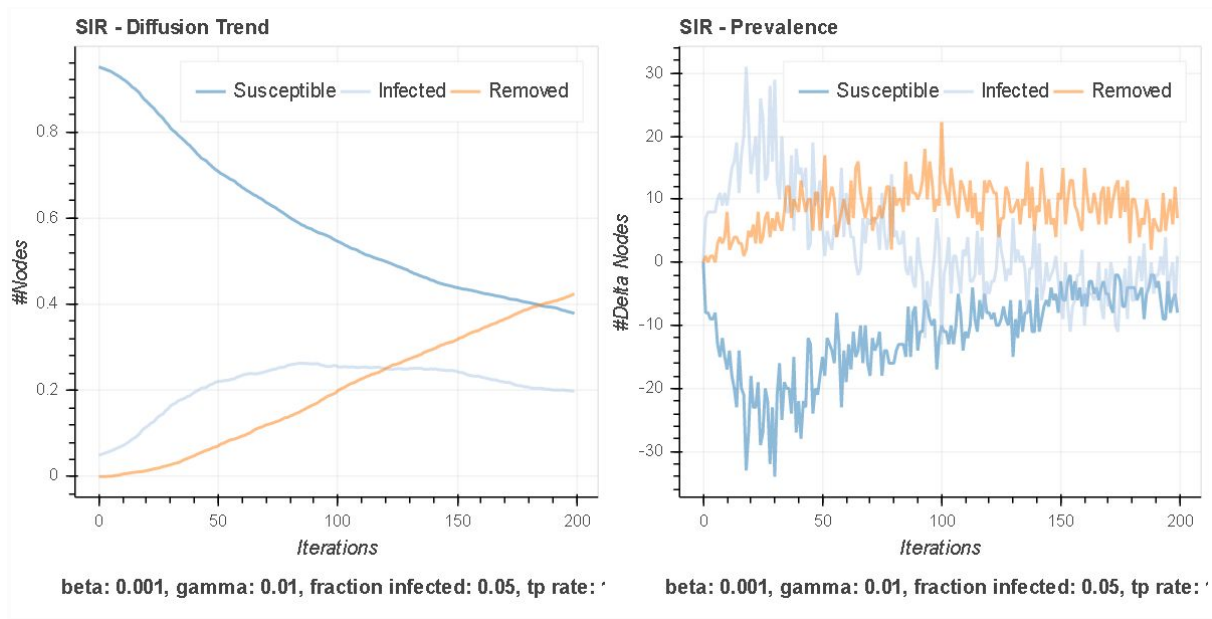 SIR - Diffusion Trend
Susceptible Infected Removed
#Nodes
0.8
0.6
0.4
0.2
0
0 50 100 150 200
Iterations
beta: 0.001, gamma: 0.01, fraction infected: 0.05, tp rate:
SIR - Prevalence
Susceptible Infected Removed
#Delta Nodes
30
20
10
0
-10
-20
-30
0 50 100 150 200
Iterations
beta: 0.001, gamma: 0.01, fraction infected: 0.05, tp rate: